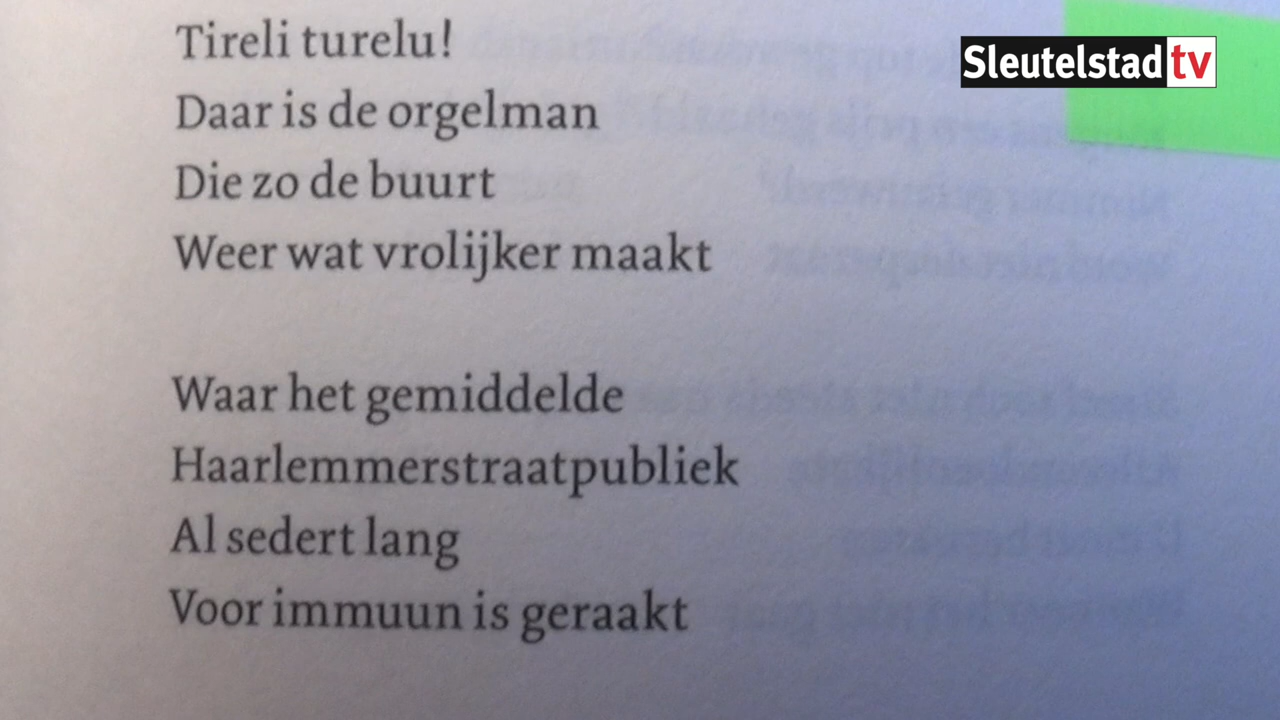 Tireli turelu!
Daar is de orgelman
Die zo de buurt
Weer wat vrolijker maakt
Waar het gemiddelde
Haarlemmerstraatpubliek
Al sedert lang
Voor immuun is geraakt
Sleutelstad tv